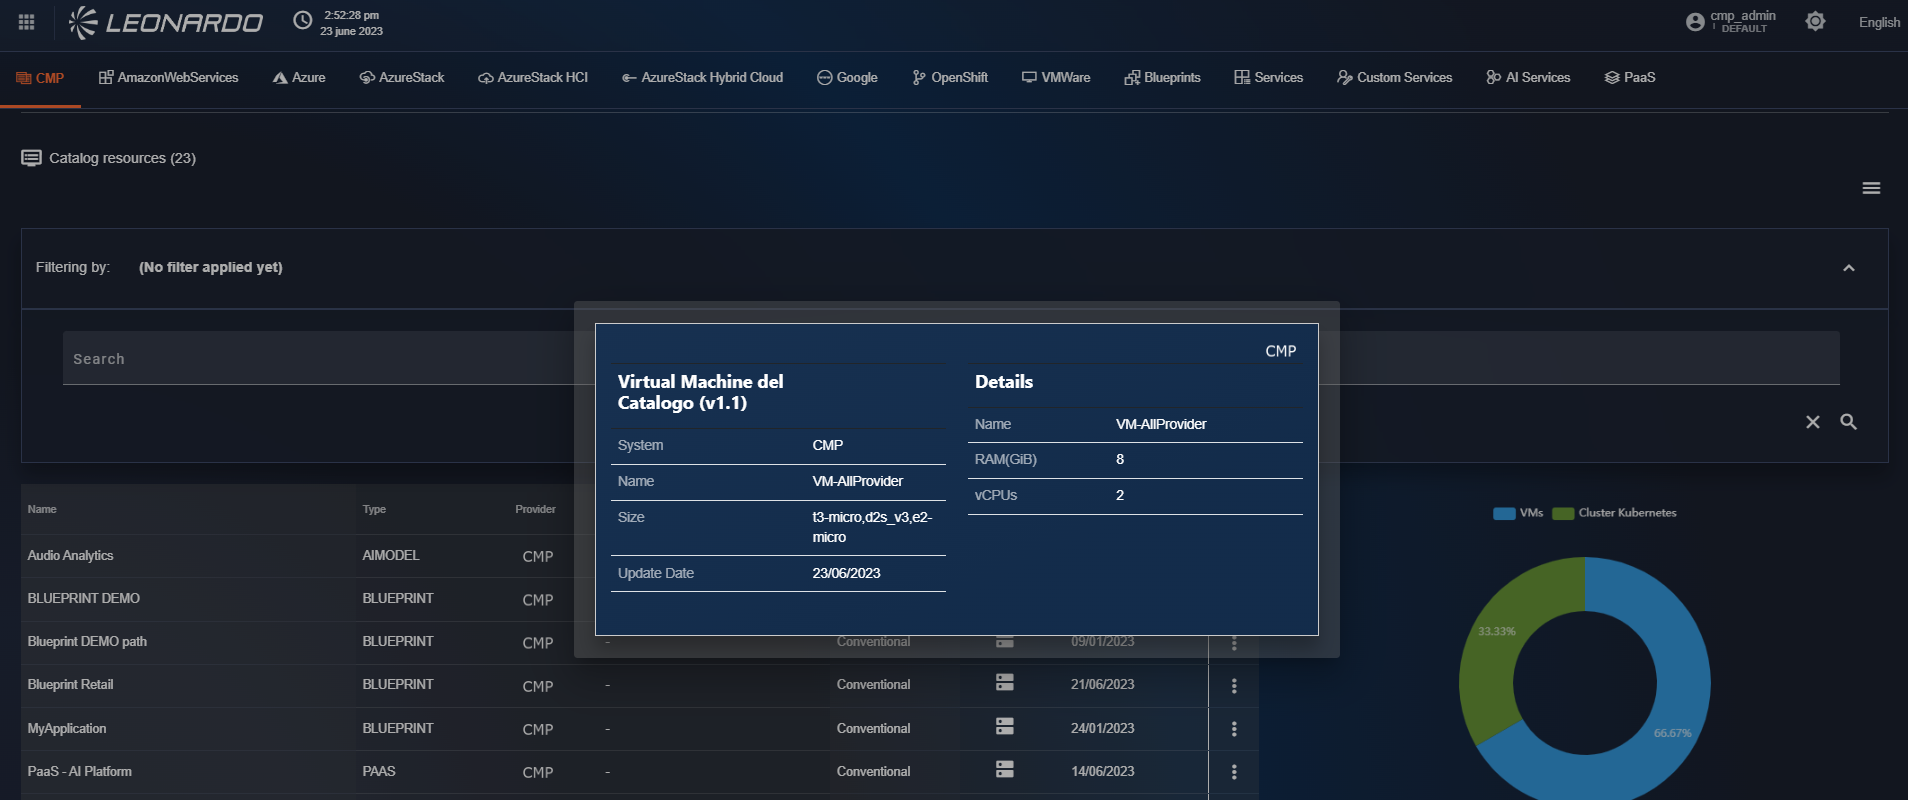 LEONARDO
2:52:28 pm
23 june 2023
cmp_admin
DEFAULT
English
CMP
AmazonWebServices
Azure
AzureStack
AzureStack HCI
AzureStack Hybrid Cloud
Google
OpenShift
VMWare
Blueprints
Services
Custom Services
AI Services
PaaS
Catalog resources (23)
Filtering by: (No filter applied yet)
Search
CMP
Virtual Machine del
Catalogo (v1.1)
System CMP
Name VM-AllProvider
Size t3-micro,d2s_v3,e2-
micro
Update Date 23/06/2023
Details
Name VM-AllProvider
RAM(GiB) 8
vCPUs 2
Name Type Provider
Audio Analytics AIMODEL CMP
BLUEPRINT DEMO BLUEPRINT CMP
Blueprint DEMO path BLUEPRINT CMP - Conventional 09/01/2023
Blueprint Retail BLUEPRINT CMP - Conventional 21/06/2023
MyApplication BLUEPRINT CMP - Conventional 24/01/2023
PaaS - AI Platform PAAS CMP - Conventional 14/06/2023
VMs Cluster Kubernetes
33.33%
66.67%